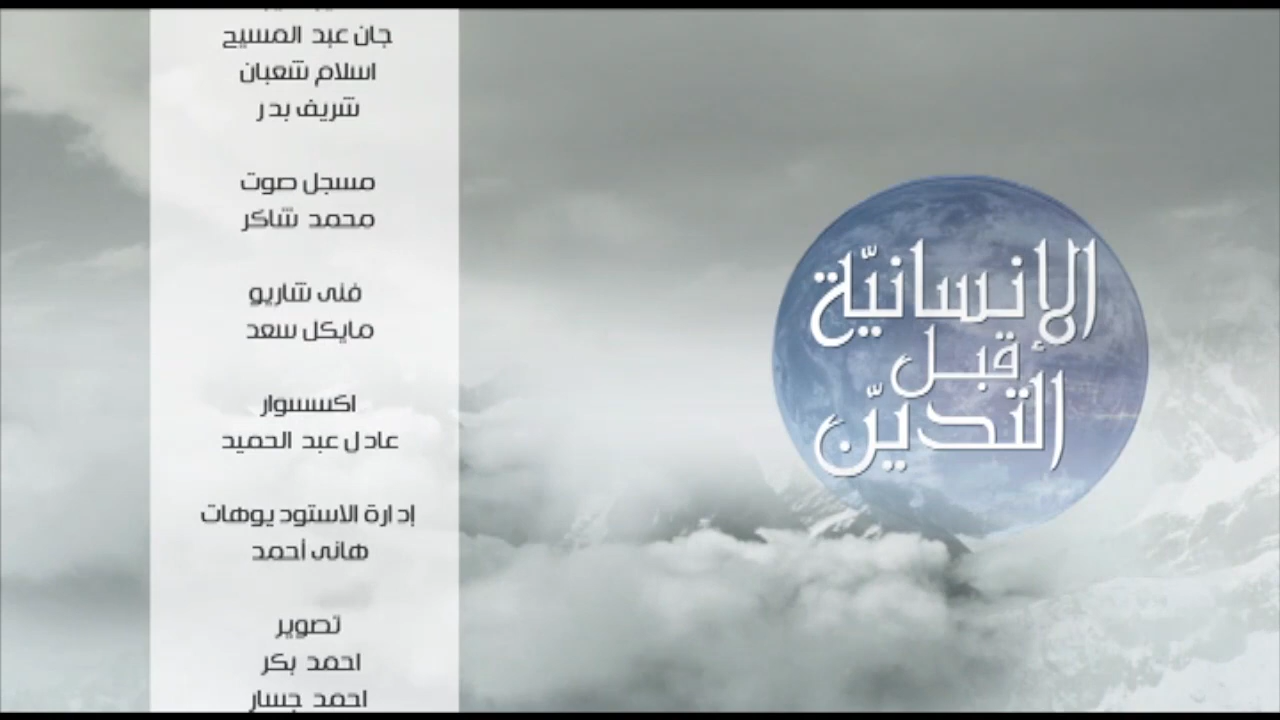 جان عبد المسيح
اسلام شعبان
شريف بدر
مسجل صوت
محمد شاكر
فنى شاريو
مايكل سعد
اكسسوار
عادل عبد الحميد
إدارة الاستوديوهات
هانى أحمد
تصوير
احمد بكر
احمد جسار
الإنسانيّة
قبل
التديّن